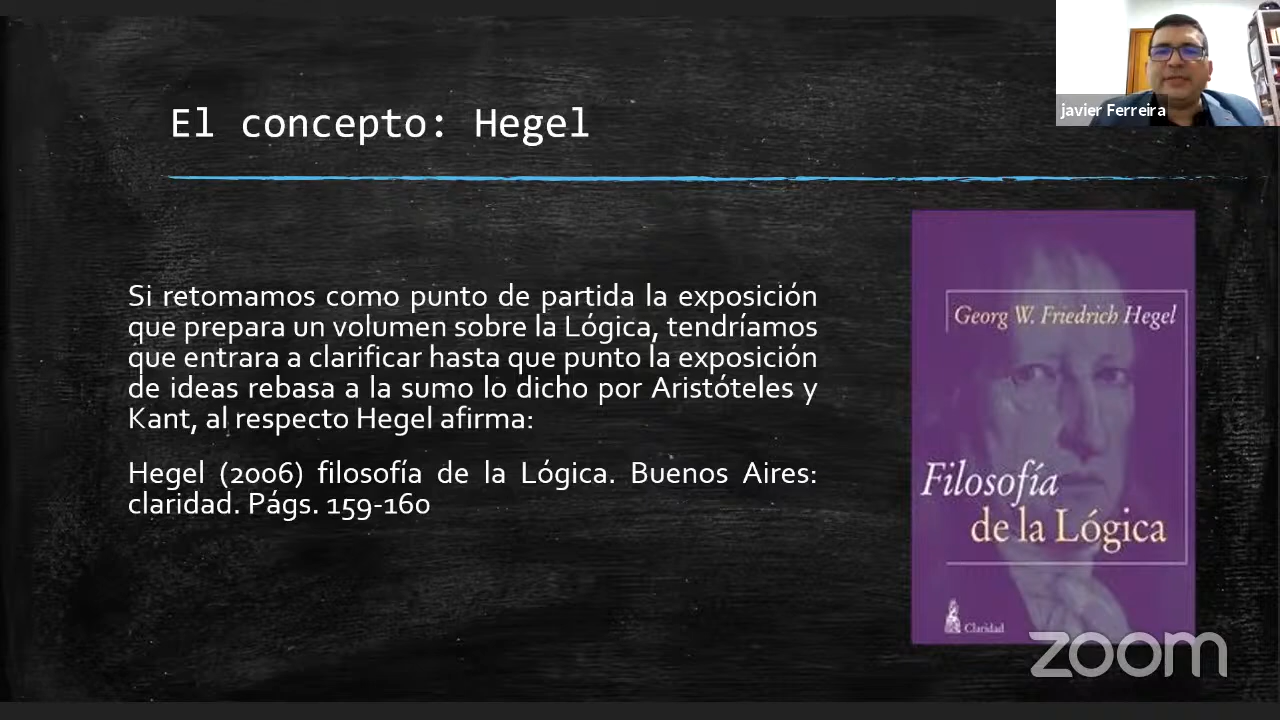 javier Ferreira
El concepto: Hegel
Si retomamos como punto de partida la exposición
que prepara un volumen sobre la Lógica, tendríamos
que entrara a clarificar hasta que punto la exposición
de ideas rebasa a la sumo lo dicho por Aristóteles y
Kant, al respecto Hegel afirma:
Hegel (2006) filosofía de la Lógica. Buenos Aires:
claridad. Págs. 159-160
Georg W. Friedrich Hegel
Filosofía
de la Lógica
Claridad
zoom